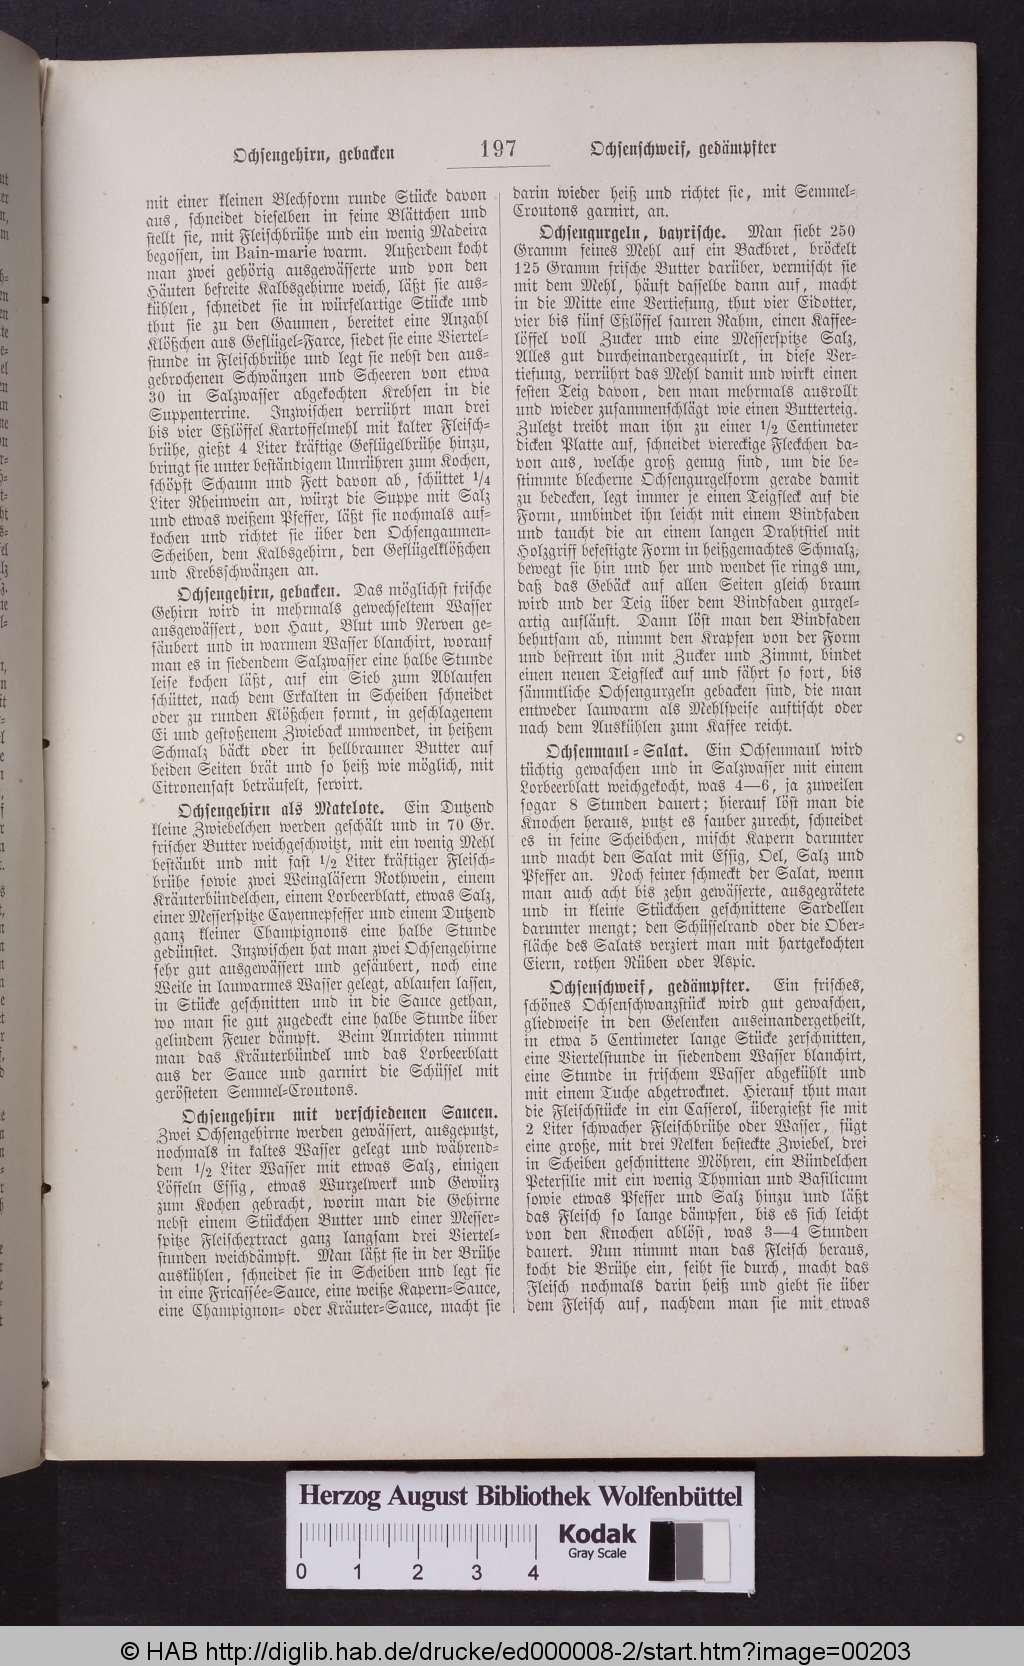 Ochsengehirn, gebacken
197
Ochsenschweif, gedämpfter
mit einer kleinen Blechform runde Stücke davon
aus, schneidet dieselben in feine Blättchen und
stellt sie, mit Fleischbrühe und ein wenig Madeira
begossen, im Bain-marie warm. Außerdem kocht
man zwei gehörig ausgewässerte und von den
Häuten befreite Kalbsgehirne weich, läßt sie aus-
kühlen, schneidet sie in würfelartige Stücke und
thut sie zu den Gaumen, bereitet eine Anzahl
Klößchen aus Geflügel-Farce, siedet sie eine Viertel-
stunde in Fleischbrühe und legt sie nebst den aus-
gebrochenen Schwänzen und Scheeren von etwa
30 in Salzwasser abgekochten Krebsen in die
Suppenterrine. Inzwischen verrührt man drei
bis vier Eßlöffel Kartoffelmehl mit kalter Fleisch-
brühe, gießt 4 Liter kräftige Geflügelbrühe hinzu,
bringt sie unter beständigem Umrühren zum Kochen,
schöpft Schaum und Fett davon ab, schüttet 1/4
Liter Rheinwein an, würzt die Suppe mit Salz
und etwas weißem Pfeffer, läßt sie nochmals auf-
kochen und richtet sie über den Ochsengaumen-
Scheiben, dem Kalbsgehirn, den Geflügelklößchen
und Krebsschwänzen an.
Ochsengehirn, gebacken. Das möglichst frische
Gehirn wird in mehrmals gewechseltem Wasser
ausgewässert, von Haut, Blut und Nerven ge-
säubert und in warmem Wasser blanchirt, worauf
man es in siedendem Salzwasser eine halbe Stunde
leise kochen läßt, auf ein Sieb zum Ablaufen
schüttet, nach dem Erkalten in Scheiben schneidet
oder zu runden Klößchen formt, in geschlagenem
Ei und gestoßenem Zwieback umwendet, in heißem
Schmalz bäckt oder in hellbrauner Butter auf
beiden Seiten brät und so heiß wie möglich, mit
Citronensaft beträufelt, servirt.
Ochsengehirn als Matelote. Ein Dutzend
kleine Zwiebelchen werden geschält und in 70 Gr.
frischer Butter weichgeschwitzt, mit ein wenig Mehl
bestäubt und mit fast 1/2 Liter kräftiger Fleisch-
brühe sowie zwei Weingläsern Rothwein, einem
Kräuterbündelchen, einem Lorbeerblatt, etwas Salz,
einer Messerspitze Cayennepfeffer und einem Dutzend
ganz kleiner Champignons eine halbe Stunde
gedünstet. Inzwischen hat man zwei Ochsengehirne
sehr gut ausgewässert und gesäubert, noch eine
Weile in lauwarmes Wasser gelegt, ablaufen lassen,
in Stücke geschnitten und in die Sauce gethan,
wo man sie gut zugedeckt eine halbe Stunde über
gelindem Feuer dämpft. Beim Anrichten nimmt
man das Kräuterbündel und das Lorbeerblatt
aus der Sauce und garnirt die Schüssel mit
gerösteten Semmel-Croutons.
Ochsengehirn mit verschiedenen Saucen.
Zwei Ochsengehirne werden gewässert, ausgeputzt,
nochmals in kaltes Wasser gelegt und während-
dem 1/2 Liter Wasser mit etwas Salz, einigen
Löffeln Essig, etwas Wurzelwerk und Gewürz
zum Kochen gebracht, worin man die Gehirne
nebst einem Stückchen Butter und einer Messer-
spitze Fleischextract ganz langsam drei Viertel-
stunden weichdämpft. Man läßt sie in der Brühe
auskühlen, schneidet sie in Scheiben und legt sie
in eine Fricassée-Sauce, eine weiße Kapern-Sauce,
eine Champignon- oder Kräuter-Sauce, macht sie
darin wieder heiß und richtet sie, mit Semmel-
Croutons garnirt, an.
Ochsengurgeln, bayrische. Man siebt 250
Gramm feines Mehl auf ein Backbret, bröckelt
125 Gramm frische Butter darüber, vermischt sie
mit dem Mehl, häuft dasselbe dann auf, macht
in die Mitte eine Vertiefung, thut vier Eidotter,
vier bis fünf Eßlöffel sauren Rahm, einen Kaffee-
löffel voll Zucker und eine Messerspitze Salz,
Alles gut durcheinandergequirlt, in diese Ver-
tiefung, verrührt das Mehl damit und wirkt einen
festen Teig davon, den man mehrmals ausrollt
und wieder zusammenschlägt wie einen Butterteig.
Zuletzt treibt man ihn zu einer 1/2 Centimeter
dicken Platte auf, schneidet viereckige Fleckchen da-
von aus, welche groß genug sind, um die be-
stimmte blecherne Ochsengurgelform gerade damit
zu bedecken, legt immer je einen Teigfleck auf die
Form, umbindet ihn leicht mit einem Bindfaden
und taucht die an einem langen Drahtstiel mit
Holzgriff befestigte Form in heißgemachtes Schmalz,
bewegt sie hin und her und wendet sie rings um,
daß das Gebäck auf allen Seiten gleich braun
wird und der Teig über dem Bindfaden gurgel-
artig aufläuft. Dann löst man den Bindfaden
behutsam ab, nimmt den Krapfen von der Form
und bestreut ihn mit Zucker und Zimmt, bindet
einen neuen Teigfleck auf und fährt so fort, bis
sämmtliche Ochsengurgeln gebacken sind, die man
entweder lauwarm als Mehlspeise auftischt oder
nach dem Auskühlen zum Kaffee reicht.
Ochsenmaul-Salat. Ein Ochsenmaul wird
tüchtig gewaschen und in Salzwasser mit einem
Lorbeerblatt weichgekocht, was 4—6, ja zuweilen
sogar 8 Stunden dauert; hierauf löst man die
Knochen heraus, putzt es sauber zurecht, schneidet
es in feine Scheibchen, mischt Kapern darunter
und macht den Salat mit Essig, Oel, Salz und
Pfeffer an. Noch feiner schmeckt der Salat, wenn
man auch acht bis zehn gewässerte, ausgegrätete
und in kleine Stückchen geschnittene Sardellen
darunter mengt; den Schüsselrand oder die Ober-
fläche des Salats verziert man mit hartgekochten
Eiern, rothen Rüben oder Aspic.
Ochsenschweif, gedämpfter. Ein frisches,
schönes Ochsenschwanzstück wird gut gewaschen,
gliedweise in den Gelenken auseinandergetheilt,
in etwa 5 Centimeter lange Stücke zerschnitten,
eine Viertelstunde in siedendem Wasser blanchirt,
eine Stunde in frischem Wasser abgekühlt und
mit einem Tuche abgetrocknet. Hierauf thut man
die Fleischstücke in ein Casserol, übergießt sie mit
2 Liter schwacher Fleischbrühe oder Wasser, fügt
eine große, mit drei Nelken besteckte Zwiebel, drei
in Scheiben geschnittene Möhren, ein Bündelchen
Petersilie mit ein wenig Thymian und Basilicum
sowie etwas Pfeffer und Salz hinzu und läßt
das Fleisch so lange dämpfen, bis es sich leicht
von den Knochen ablöst, was 3—4 Stunden
dauert. Nun nimmt man das Fleisch heraus,
kocht die Brühe ein, seiht sie durch, macht das
Fleisch nochmals darin heiß und giebt sie über
dem Fleisch auf, nachdem man sie mit etwas
Herzog August Bibliothek Wolfenbüttel
Kodak
Gray Scale
0 1 2 3 4
© HAB http://diglib.hab.de/drucke/ed000008-2/start.htm?image=00203